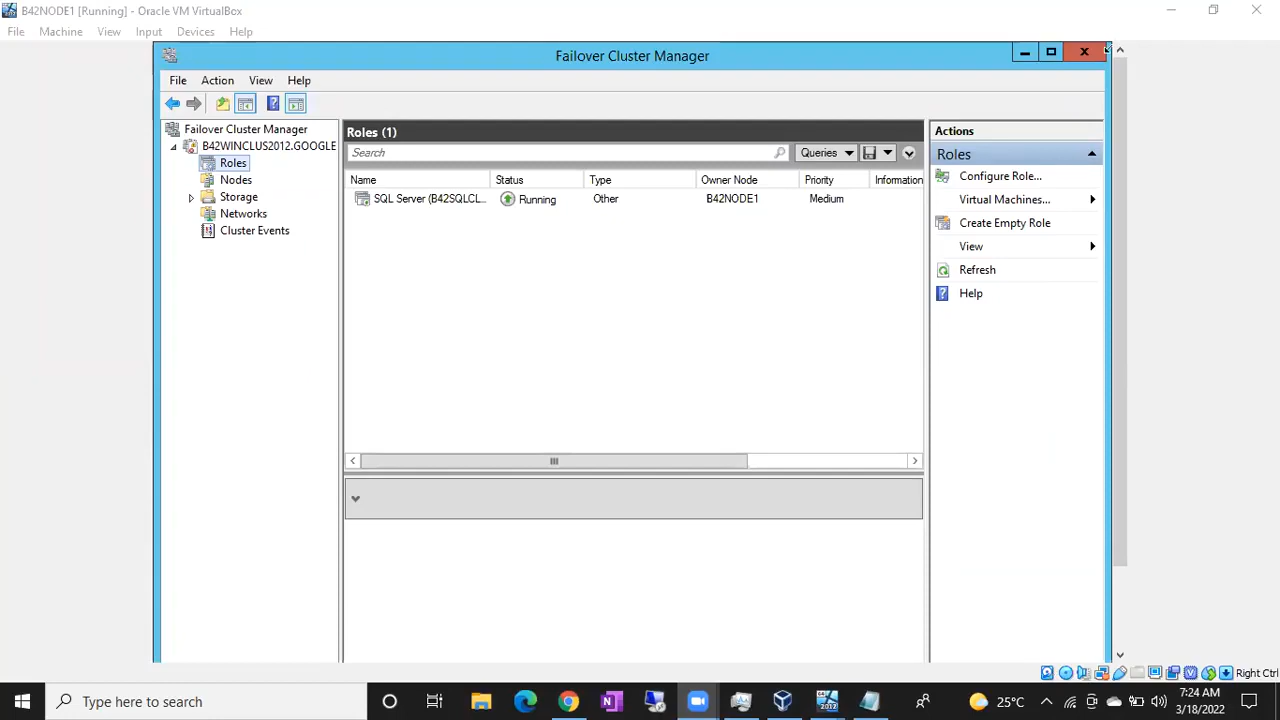 B42NODE1 [Running] - Oracle VM VirtualBox
File Machine View Input Devices Help
Failover Cluster Manager
File Action View Help
Failover Cluster Manager
B42WINCLUS2012.GOOGLE
Roles
Nodes
Storage
Networks
Cluster Events
Roles (1)
Search
Queries
Name Status Type Owner Node Priority Information
SQL Server (B42SQLCL... Running Other B42NODE1 Medium
Actions
Roles
Configure Role...
Virtual Machines...
Create Empty Role
View
Refresh
Help
Right Ctrl
Type here to search
25°C
7:24 AM
3/18/2022